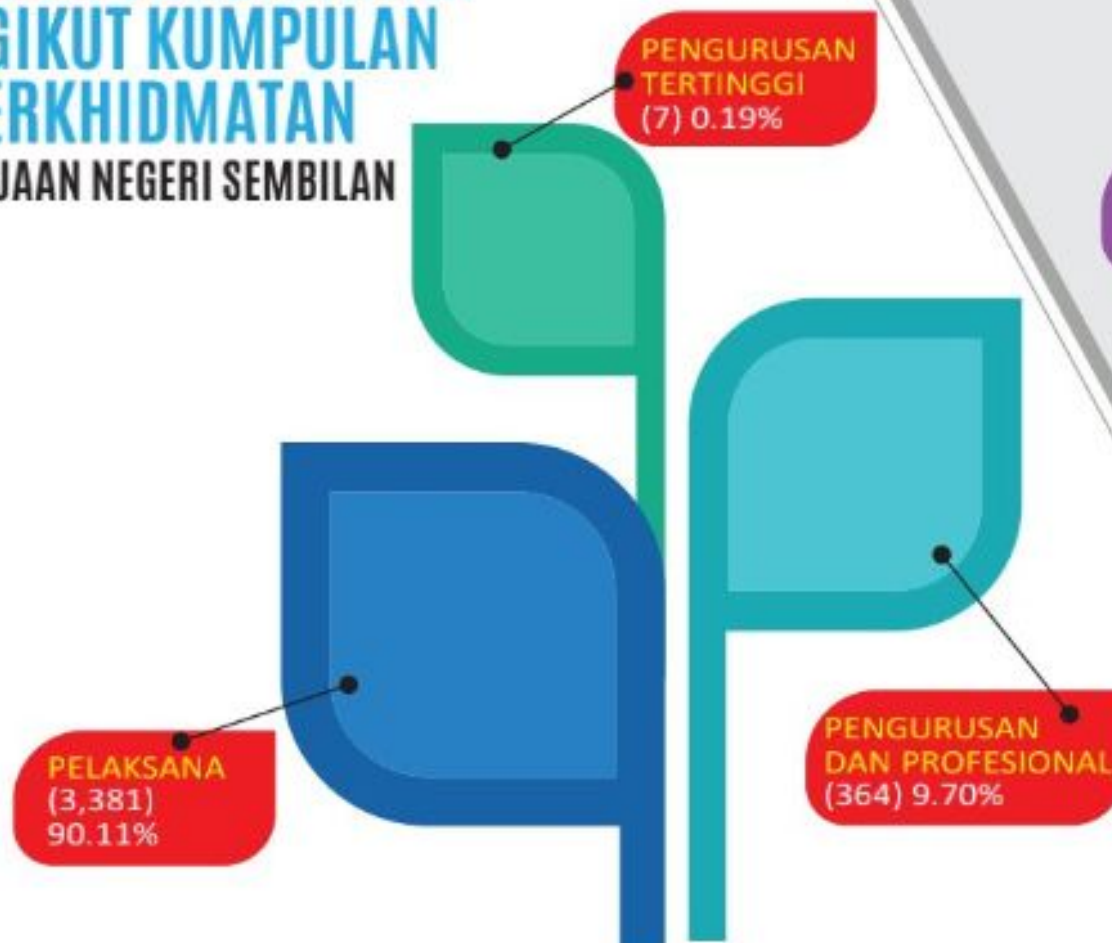 GIKUT KUMPULAN
ERKHIDMATAN
JAAN NEGERI SEMBILAN
PENGURUSAN
TERTINGGI
(7) 0.19%
PELAKSANA
(3,381)
90.11%
PENGURUSAN
DAN PROFESIONAL
(364) 9.70%